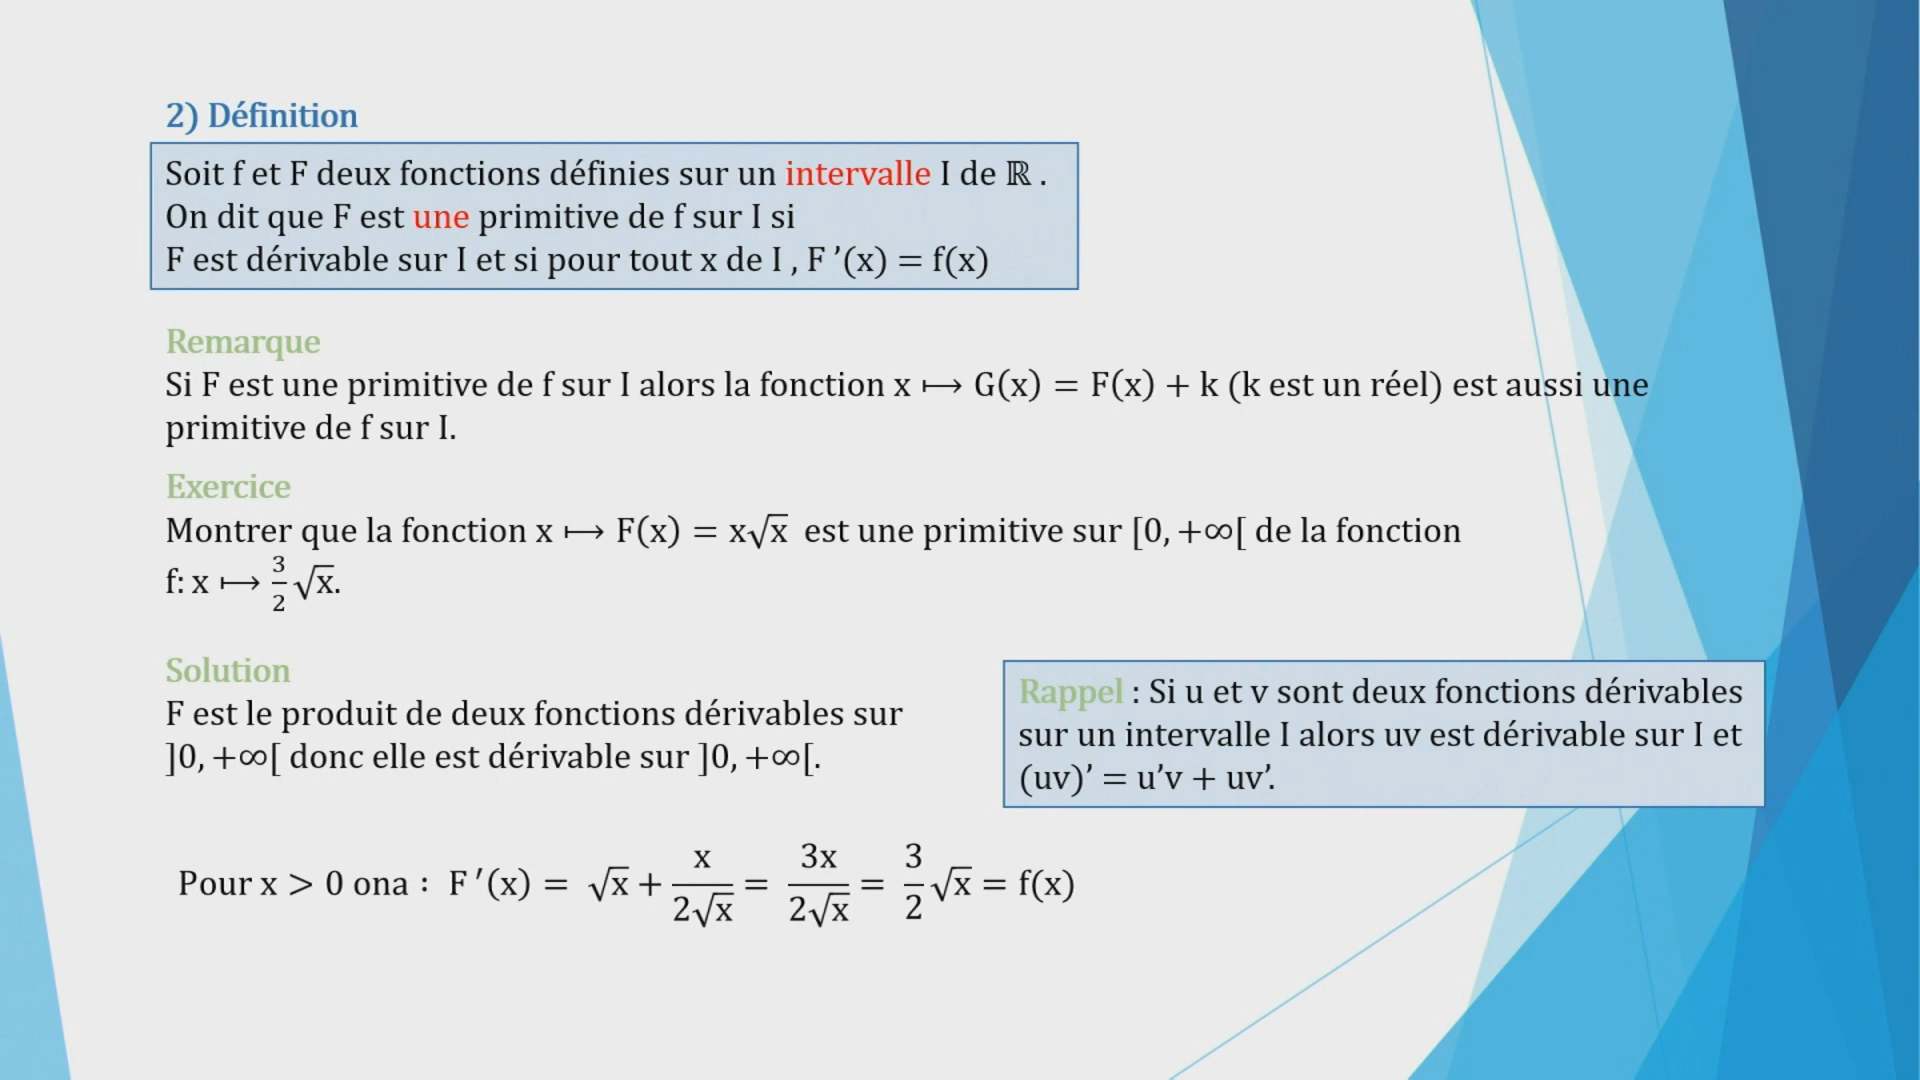 2) Définition
Soit f et F deux fonctions définies sur un intervalle I de ℝ .
On dit que F est une primitive de f sur I si
F est dérivable sur I et si pour tout x de I , F ’(x) = f(x)
Remarque
Si F est une primitive de f sur I alors la fonction x ⟼ G(x) = F(x) + k (k est un réel) est aussi une
primitive de f sur I.
Exercice
Montrer que la fonction x ⟼ F(x) = x√x est une primitive sur [0, +∞[ de la fonction
f: x ⟼ 3/2 √x.
Solution
F est le produit de deux fonctions dérivables sur
]0, +∞[ donc elle est dérivable sur ]0, +∞[.
Rappel : Si u et v sont deux fonctions dérivables
sur un intervalle I alors uv est dérivable sur I et
(uv)’ = u’v + uv’.
Pour x > 0 ona : F ′(x) = √x + x/(2√x) = 3x/(2√x) = 3/2 √x = f(x)